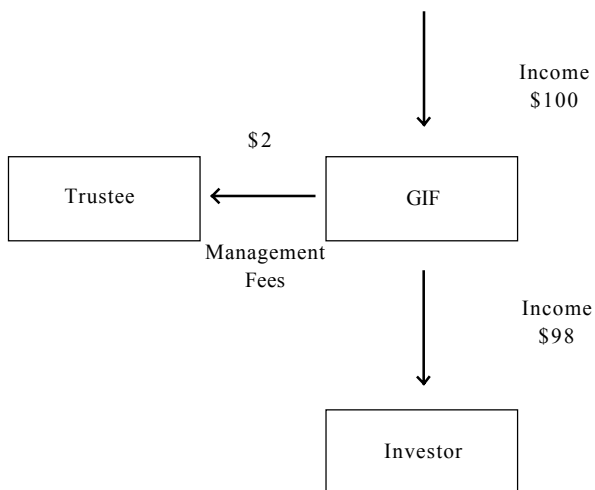 Income
$100
$2
Trustee
GIF
Management
Fees
Income
$98
Investor